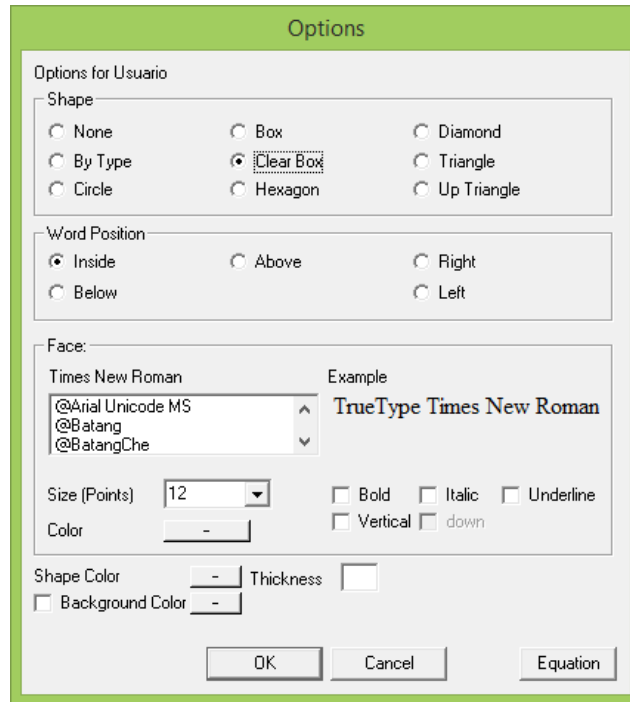 Options
Options for Usuario
Shape
None Box Diamond
By Type Clear Box Triangle
Circle Hexagon Up Triangle
Word Position
Inside Above Right
Below Left
Face:
Times New Roman Example
@Arial Unicode MS TrueType Times New Roman
@Batang
@BatangChe
Size (Points) 12 Bold Italic Underline
Color - Vertical down
Shape Color - Thickness
Background Color -
OK Cancel Equation